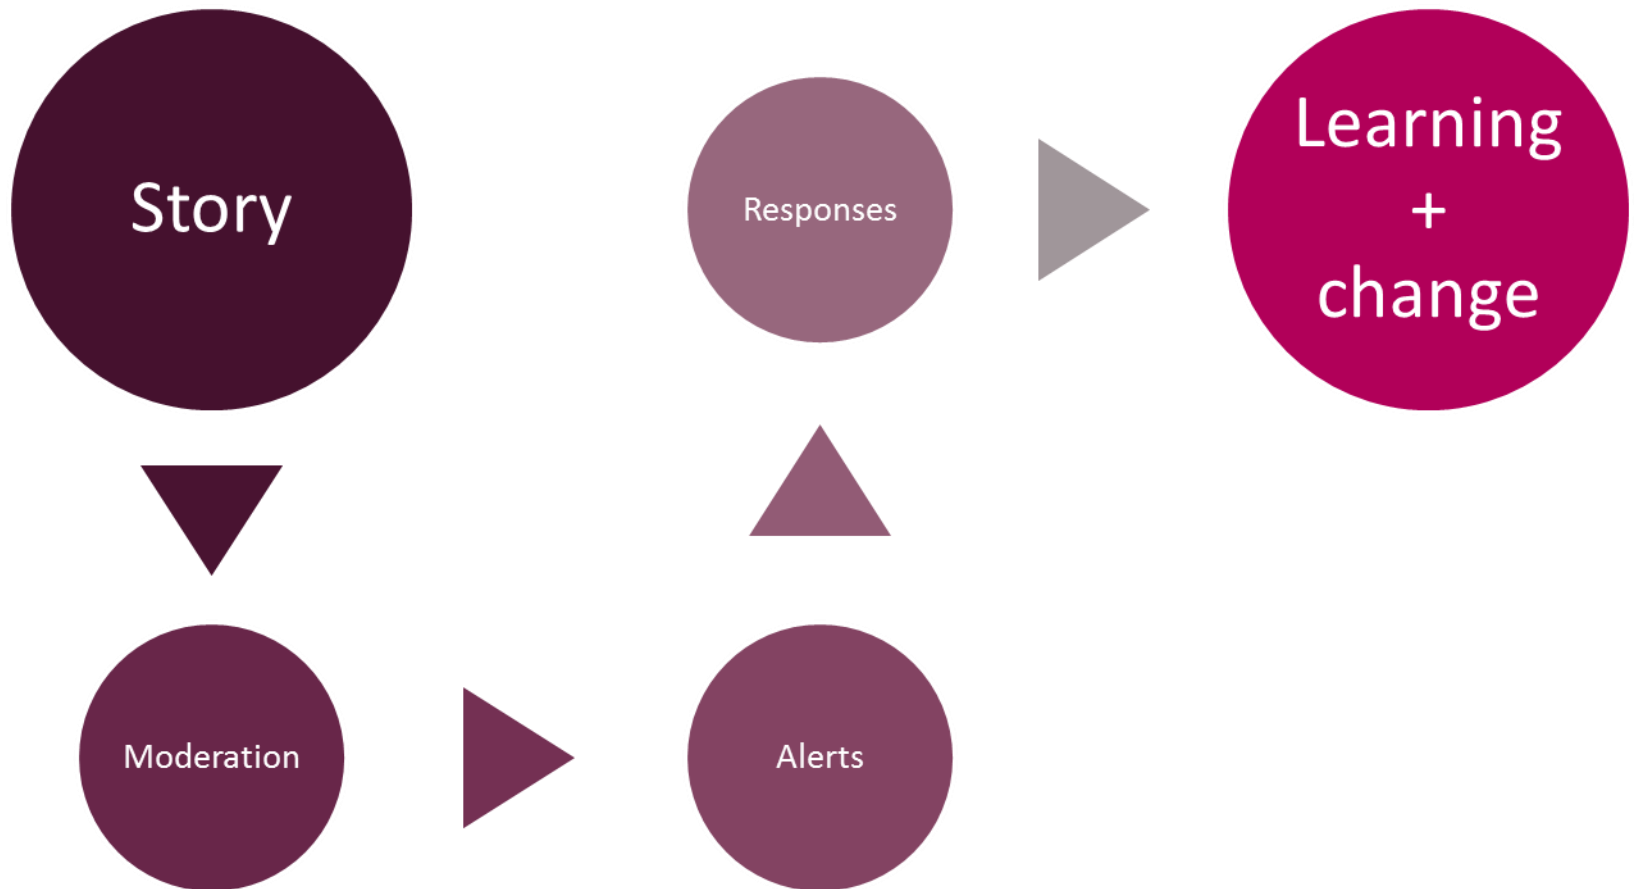 Story
Moderation
Alerts
Responses
Learning
+
change